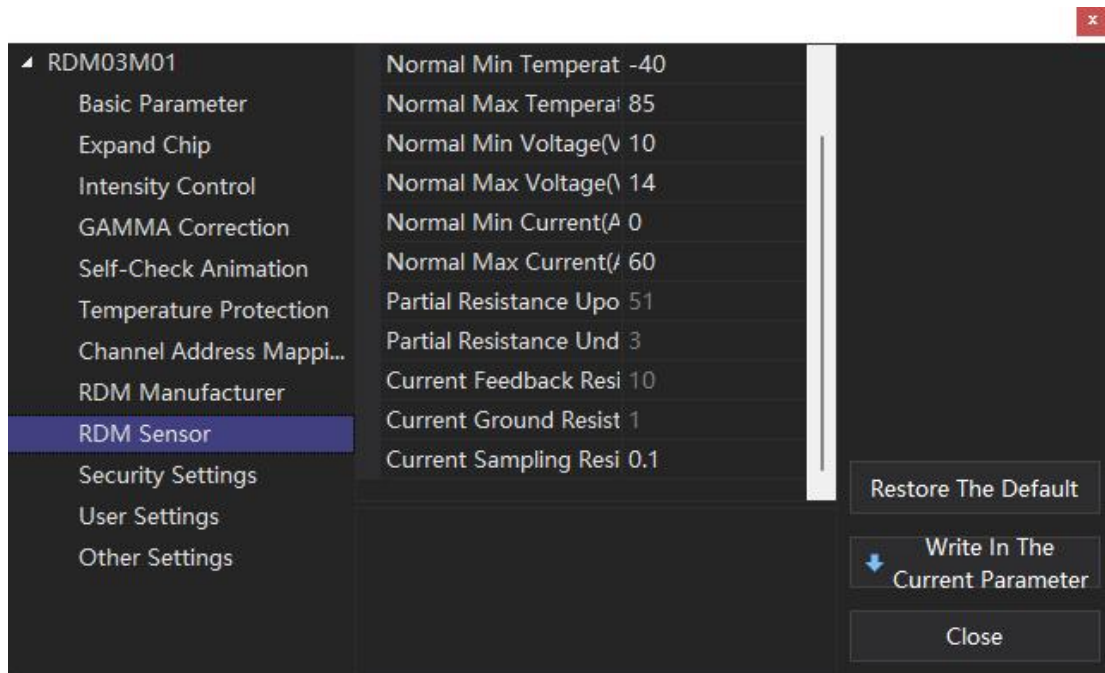 x
RDM03M01
Basic Parameter
Expand Chip
Intensity Control
GAMMA Correction
Self-Check Animation
Temperature Protection
Channel Address Mappi...
RDM Manufacturer
RDM Sensor
Security Settings
User Settings
Other Settings
Normal Min Temperat -40
Normal Max Temperat 85
Normal Min Voltage(V 10
Normal Max Voltage(V 14
Normal Min Current(A 0
Normal Max Current(A 60
Partial Resistance Upo 51
Partial Resistance Und 3
Current Feedback Resi 10
Current Ground Resist 1
Current Sampling Resi 0.1
Restore The Default
Write In The
Current Parameter
Close